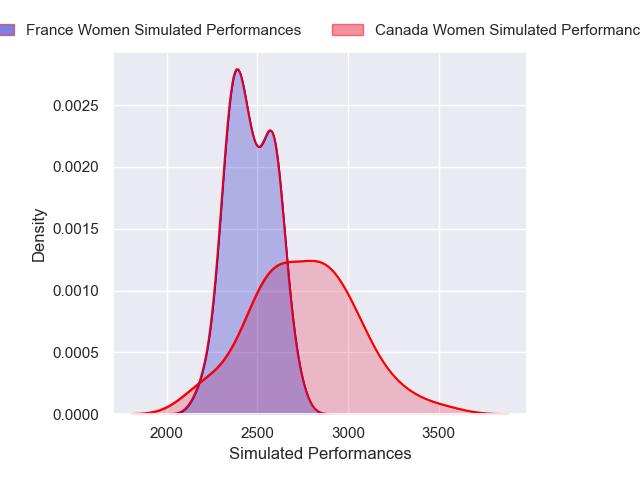 France Women Simulated Performances
Canada Women Simulated Performanc
0.0025
0.0020
0.0015
0.0010
0.0005
0.0000
Density
2000 2500 3000 3500
Simulated Performances